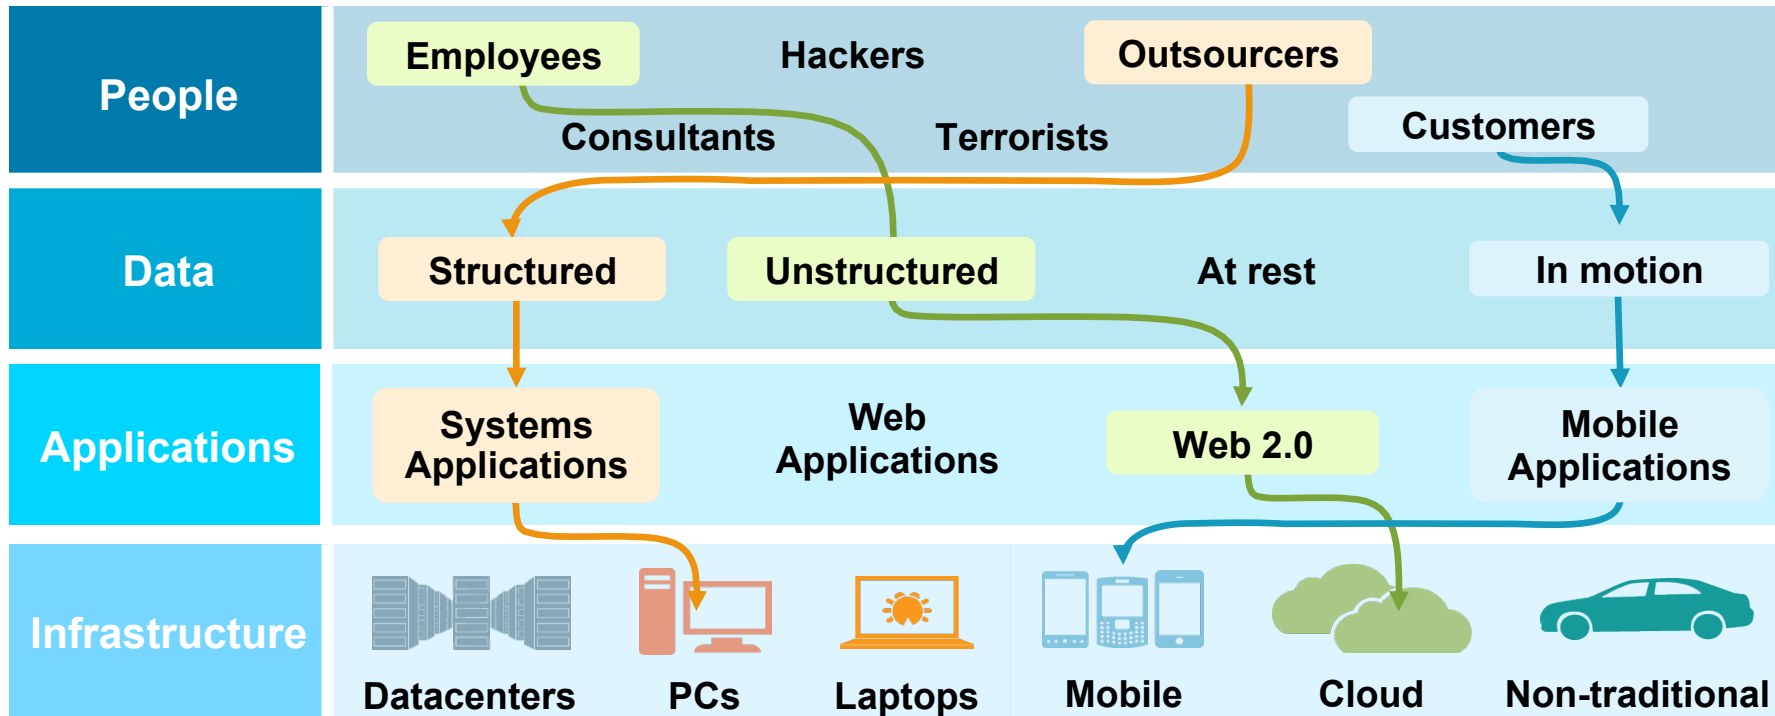 People
Employees
Hackers
Outsourcers
Consultants
Terrorists
Customers
Data
Structured
Unstructured
At rest
In motion
Applications
Systems
Applications
Web
Applications
Web 2.0
Mobile
Applications
Infrastructure
Datacenters
PCs
Laptops
Mobile
Cloud
Non-traditional